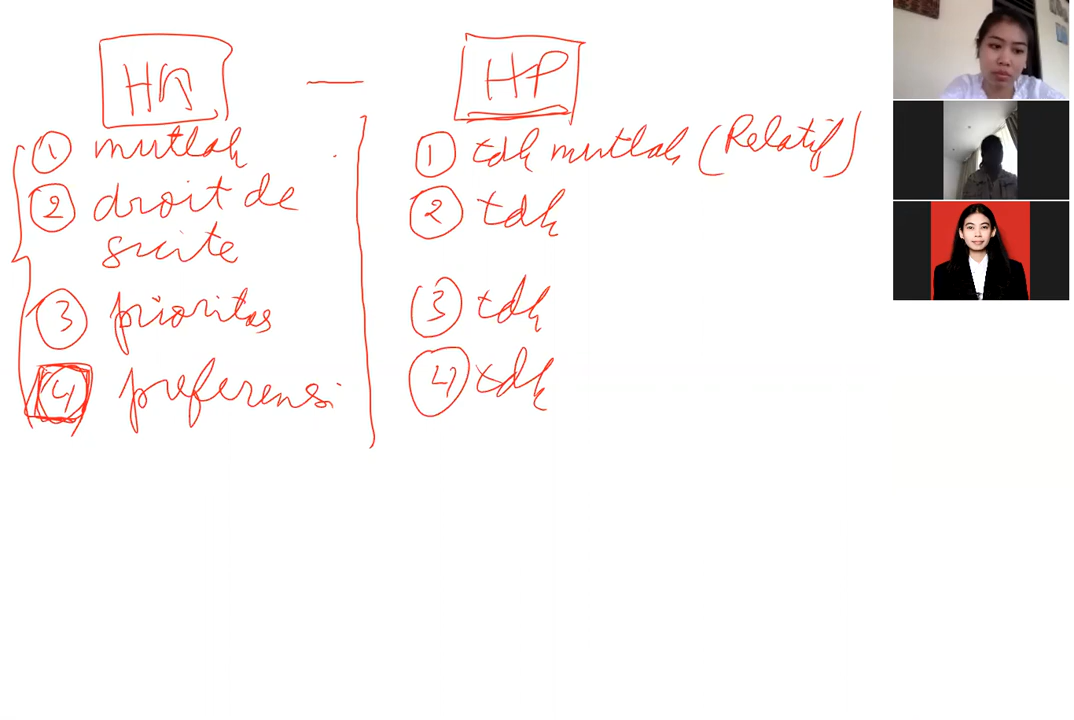 HK — HP
① mutlak
② droit de
suite
③ prioritas
④ preferensi
① tdk mutlak (Relatif)
② tdk
③ tdk
④ tdk